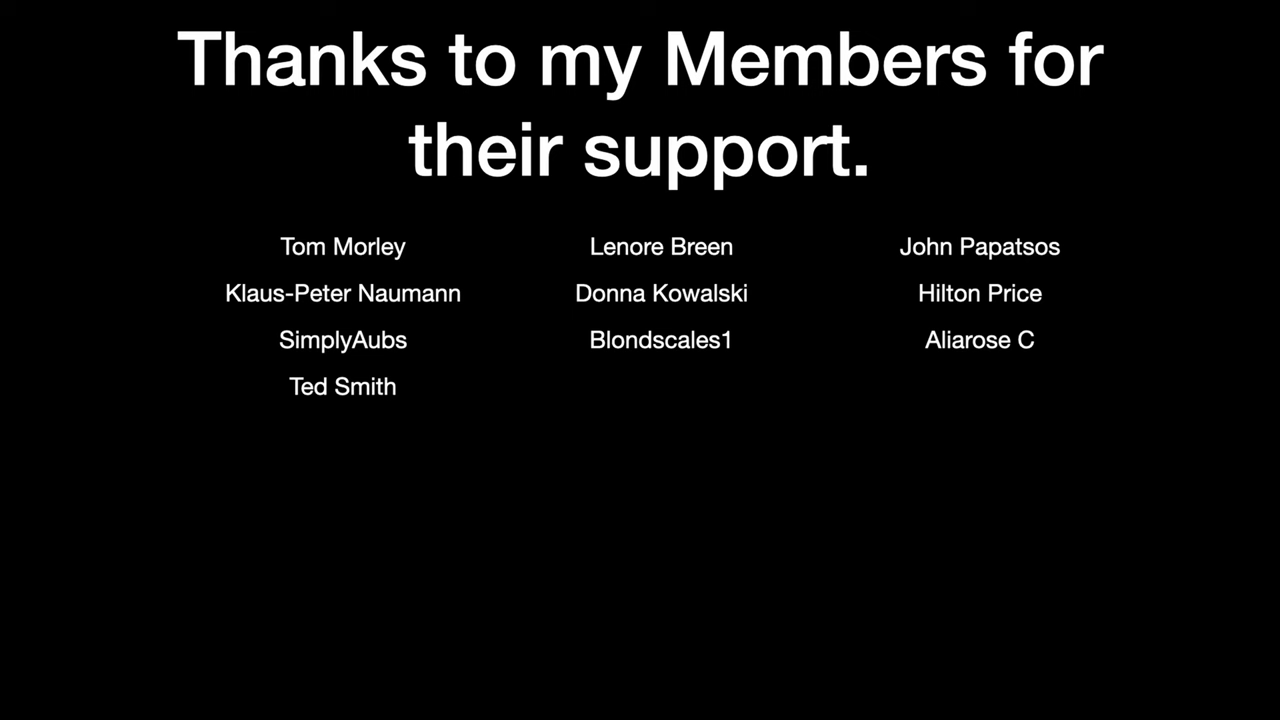 Thanks to my Members for
their support.
Tom Morley Lenore Breen John Papatsos
Klaus-Peter Naumann Donna Kowalski Hilton Price
SimplyAubs Blondscales1 Aliarose C
Ted Smith